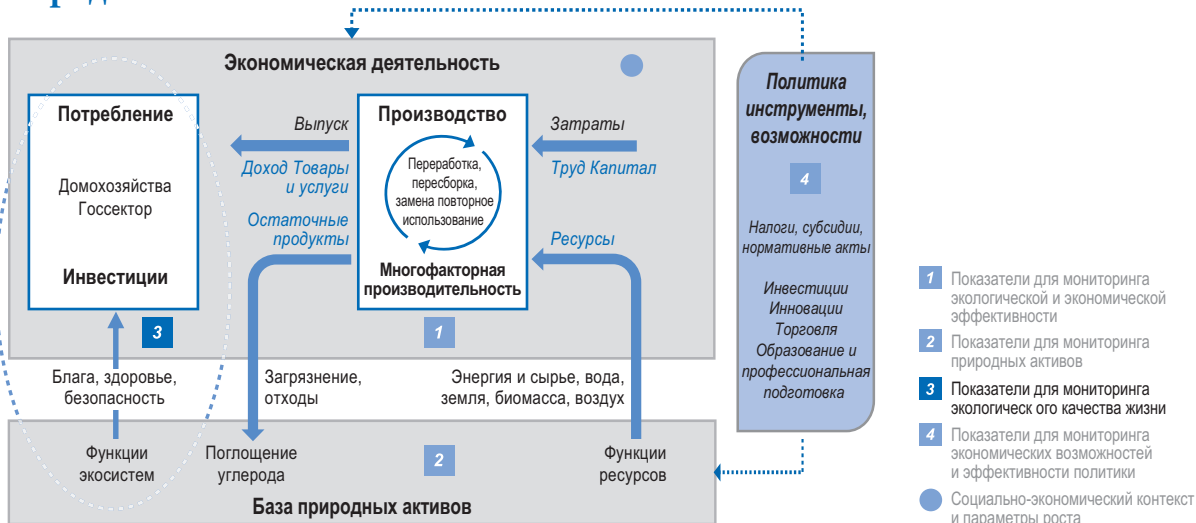 Экономическая деятельность
Потребление
Домохозяйства
Госсектор
Инвестиции
3
Выпуск
Доход Товары
и услуги
Остаточные
продукты
Производство
Переработка,
пересборка,
замена повторное
использование
Многофакторная
производительность
1
Затраты
Труд Капитал
Ресурсы
Блага, здоровье,
безопасность
Загрязнение,
отходы
Энергия и сырье, вода,
земля, биомасса, воздух
Функции
экосистем
Поглощение
углерода
2
Функции
ресурсов
База природных активов
Политика
инструменты,
возможности
4
Налоги, субсидии,
нормативные акты
Инвестиции
Инновации
Торговля
Образование и
профессиональная
подготовка
1 Показатели для мониторинга
экологической и экономической
эффективности
2 Показатели для мониторинга
природных активов
3 Показатели для мониторинга
экологическ ого качества жизни
4 Показатели для мониторинга
экономических возможностей
и эффективности политики
Социально-экономический контекст
и параметры роста